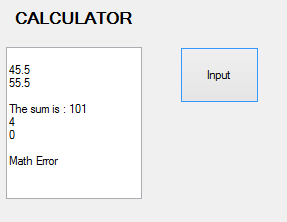 CALCULATOR
45.5
55.5
The sum is : 101
4
0
Math Error
Input